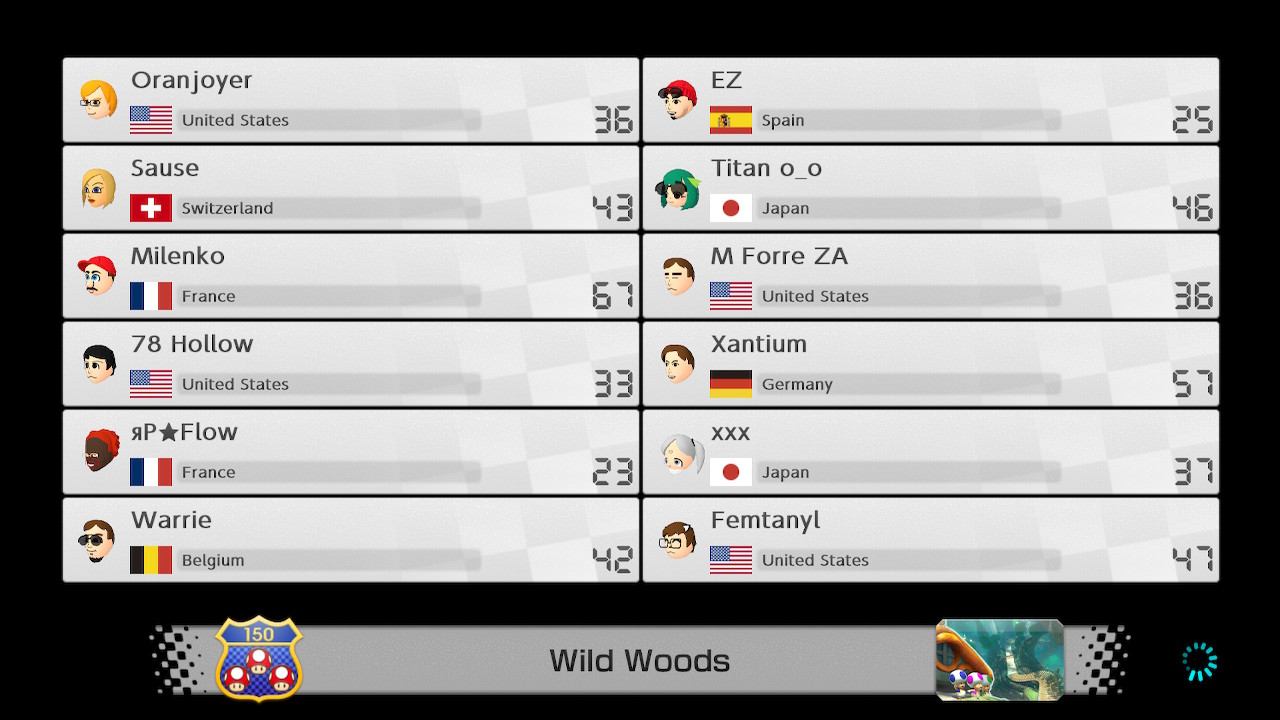 Oranjoyer
United States
36
EZ
Spain
25
Sause
Switzerland
43
Titan o_o
Japan
46
Milenko
France
67
M Forre ZA
United States
36
78 Hollow
United States
33
Xantium
Germany
57
яP★Flow
France
23
xxx
Japan
37
Warrie
Belgium
42
Femtanyl
United States
47
150
Wild Woods